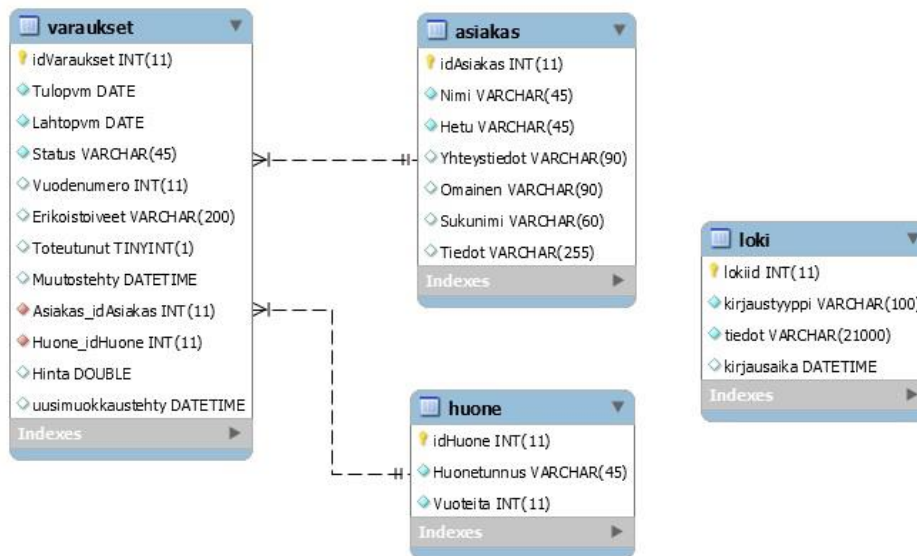 varaukset
idVaraukset INT(11)
Tulopvm DATE
Lahtopvm DATE
Status VARCHAR(45)
Vuodenumero INT(11)
Erikoistoiveet VARCHAR(200)
Toteutunut TINYINT(1)
Muutostehty DATETIME
Asiakas_idAsiakas INT(11)
Huone_idHuone INT(11)
Hinta DOUBLE
uusimuokkaustehty DATETIME
Indexes
asiakas
idAsiakas INT(11)
Nimi VARCHAR(45)
Hetu VARCHAR(45)
Yhteystiedot VARCHAR(90)
Omainen VARCHAR(90)
Sukunimi VARCHAR(60)
Tiedot VARCHAR(255)
Indexes
huone
idHuone INT(11)
Huonetunnus VARCHAR(45)
Vuoteita INT(11)
Indexes
loki
lokiid INT(11)
kirjaustyyppi VARCHAR(100)
tiedot VARCHAR(21000)
kirjausaika DATETIME
Indexes